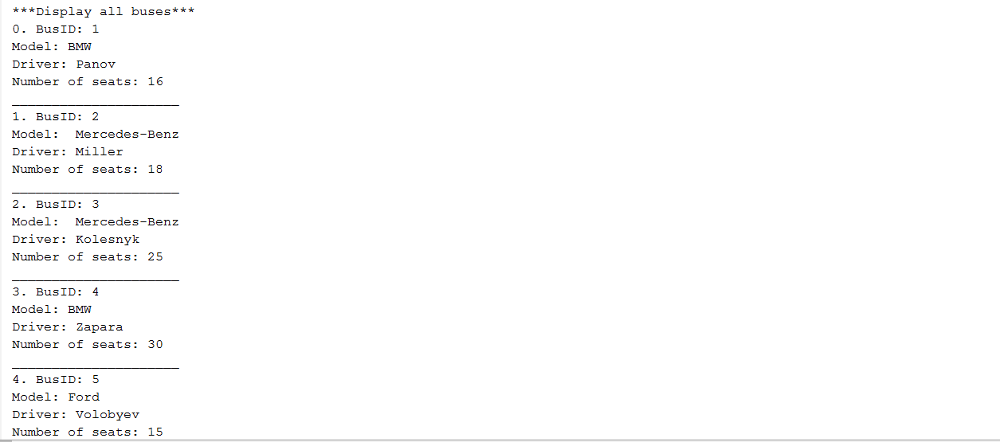 ***Display all buses***
0. BusID: 1
Model: BMW
Driver: Panov
Number of seats: 16
_____________________
1. BusID: 2
Model:  Mercedes-Benz
Driver: Miller
Number of seats: 18
_____________________
2. BusID: 3
Model:  Mercedes-Benz
Driver: Kolesnyk
Number of seats: 25
_____________________
3. BusID: 4
Model: BMW
Driver: Zapara
Number of seats: 30
_____________________
4. BusID: 5
Model: Ford
Driver: Volobyev
Number of seats: 15